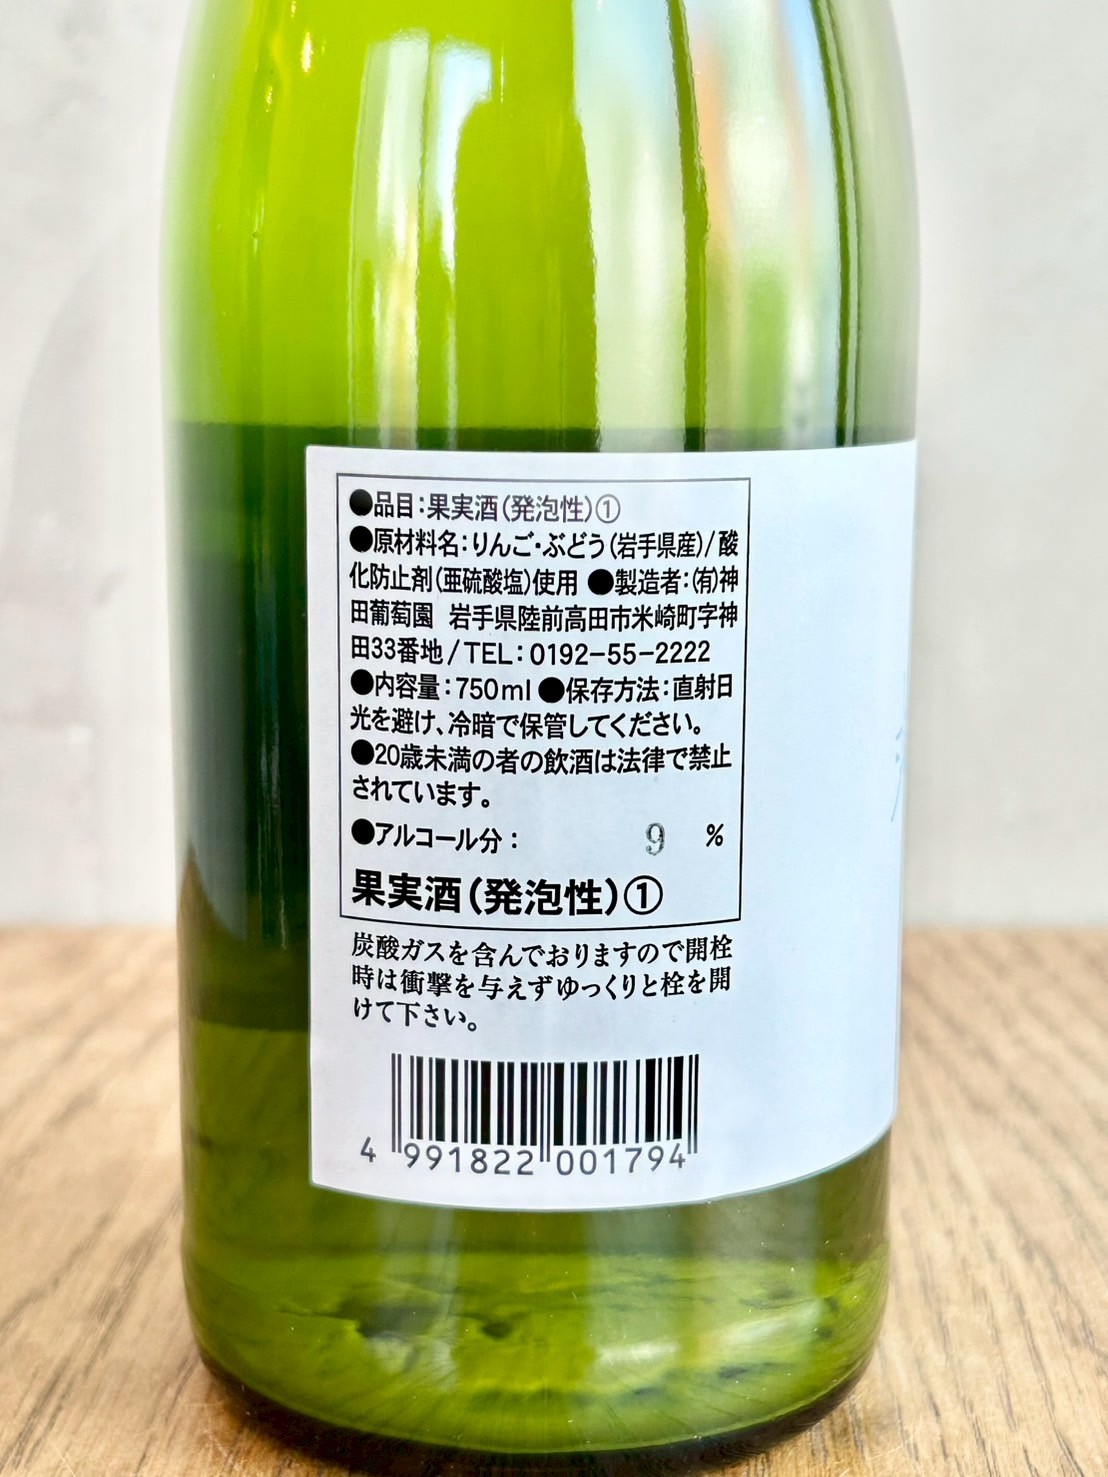 ●品目:果実酒(発泡性)①
●原材料名:りんご・ぶどう(岩手県産)/酸
化防止剤(亜硫酸塩)使用 ●製造者:㈲神
田葡萄園 岩手県陸前高田市米崎町字神
田33番地/TEL:0192-55-2222
●内容量:750ml ●保存方法:直射日
光を避け、冷暗で保管してください。
●20歳未満の者の飲酒は法律で禁止
されています。
●アルコール分: 9 %
果実酒(発泡性)①
炭酸ガスを含んでおりますので開栓
時は衝撃を与えずゆっくりと栓を開
けて下さい。
4 991822 001794